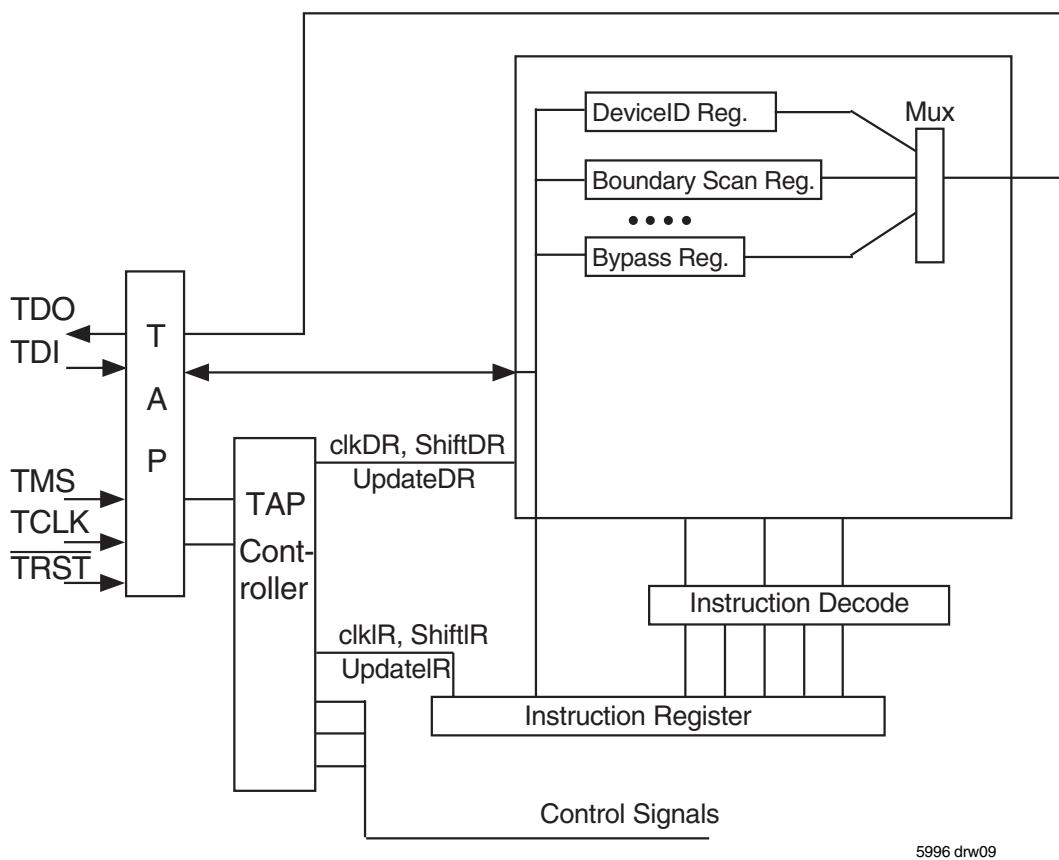 DeviceID Reg.
Mux
Boundary Scan Reg.
Bypass Reg.
TDO
TDI
TMS
TCLK
TRST
T
A
P
TAP
Cont-
roller
clkDR, ShiftDR
UpdateDR
Instruction Decode
clkIR, ShiftIR
UpdateIR
Instruction Register
Control Signals
5996 drw09